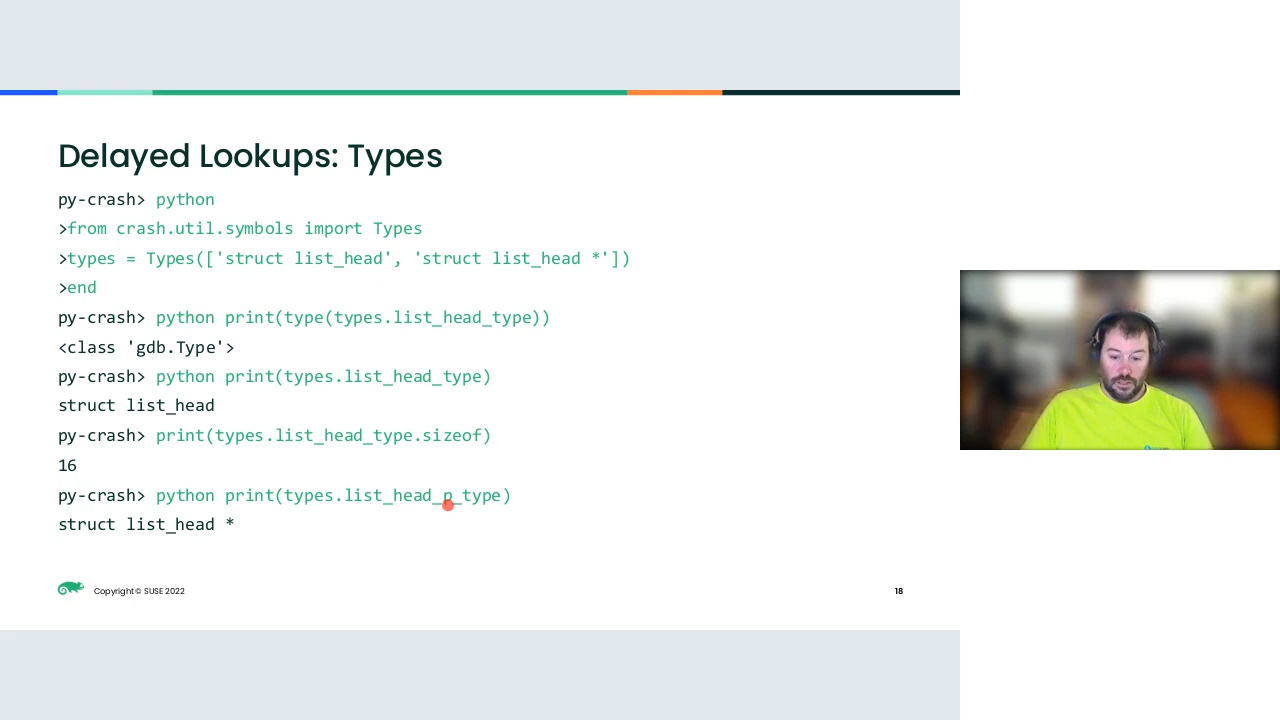 Delayed Lookups: Types
py-crash> python
>from crash.util.symbols import Types
>types = Types(['struct list_head', 'struct list_head *'])
>end
py-crash> python print(type(types.list_head_type))
<class 'gdb.Type'>
py-crash> python print(types.list_head_type)
struct list_head
py-crash> print(types.list_head_type.sizeof)
16
py-crash> python print(types.list_head_p_type)
struct list_head *
Copyright © SUSE 2022
18